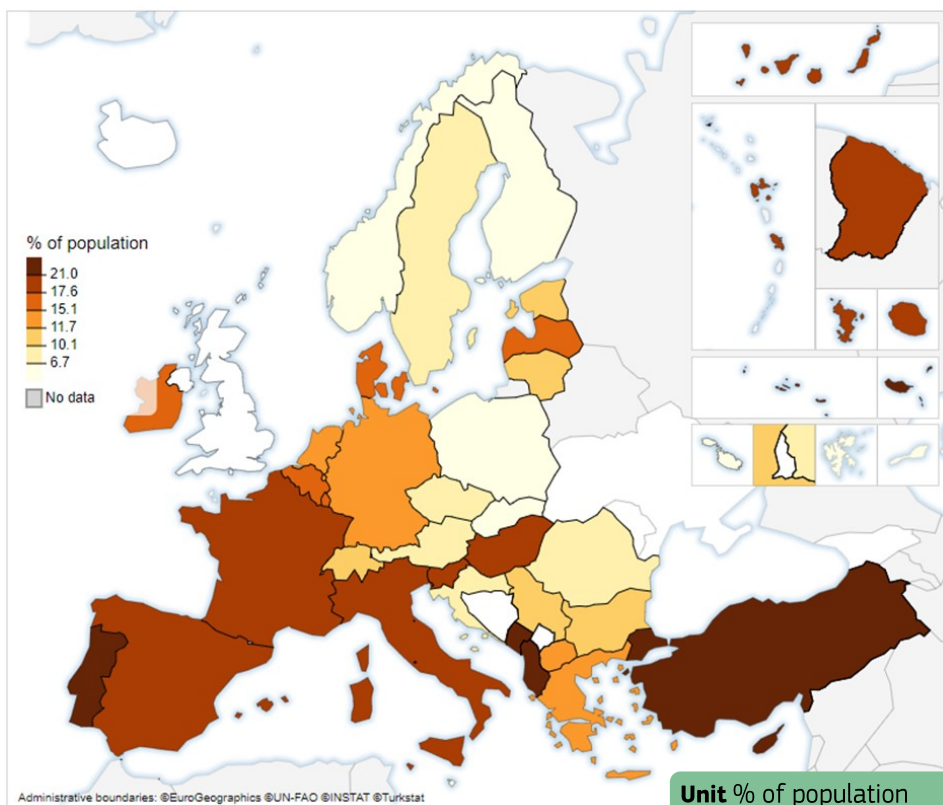 % of population
21.0
17.6
15.1
11.7
10.1
6.7
No data
Administrative boundaries: ©EuroGeographics ©UN-FAO ©INSTAT ©Turkstat
Unit % of population